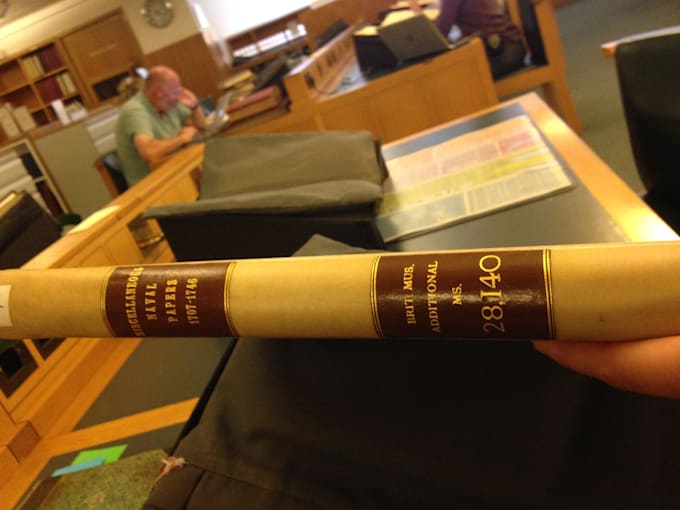 MISCELLANEOUS
NAVAL
PAPERS
1707-1746
BRIT. MUS.
ADDITIONAL
MS.
28,140